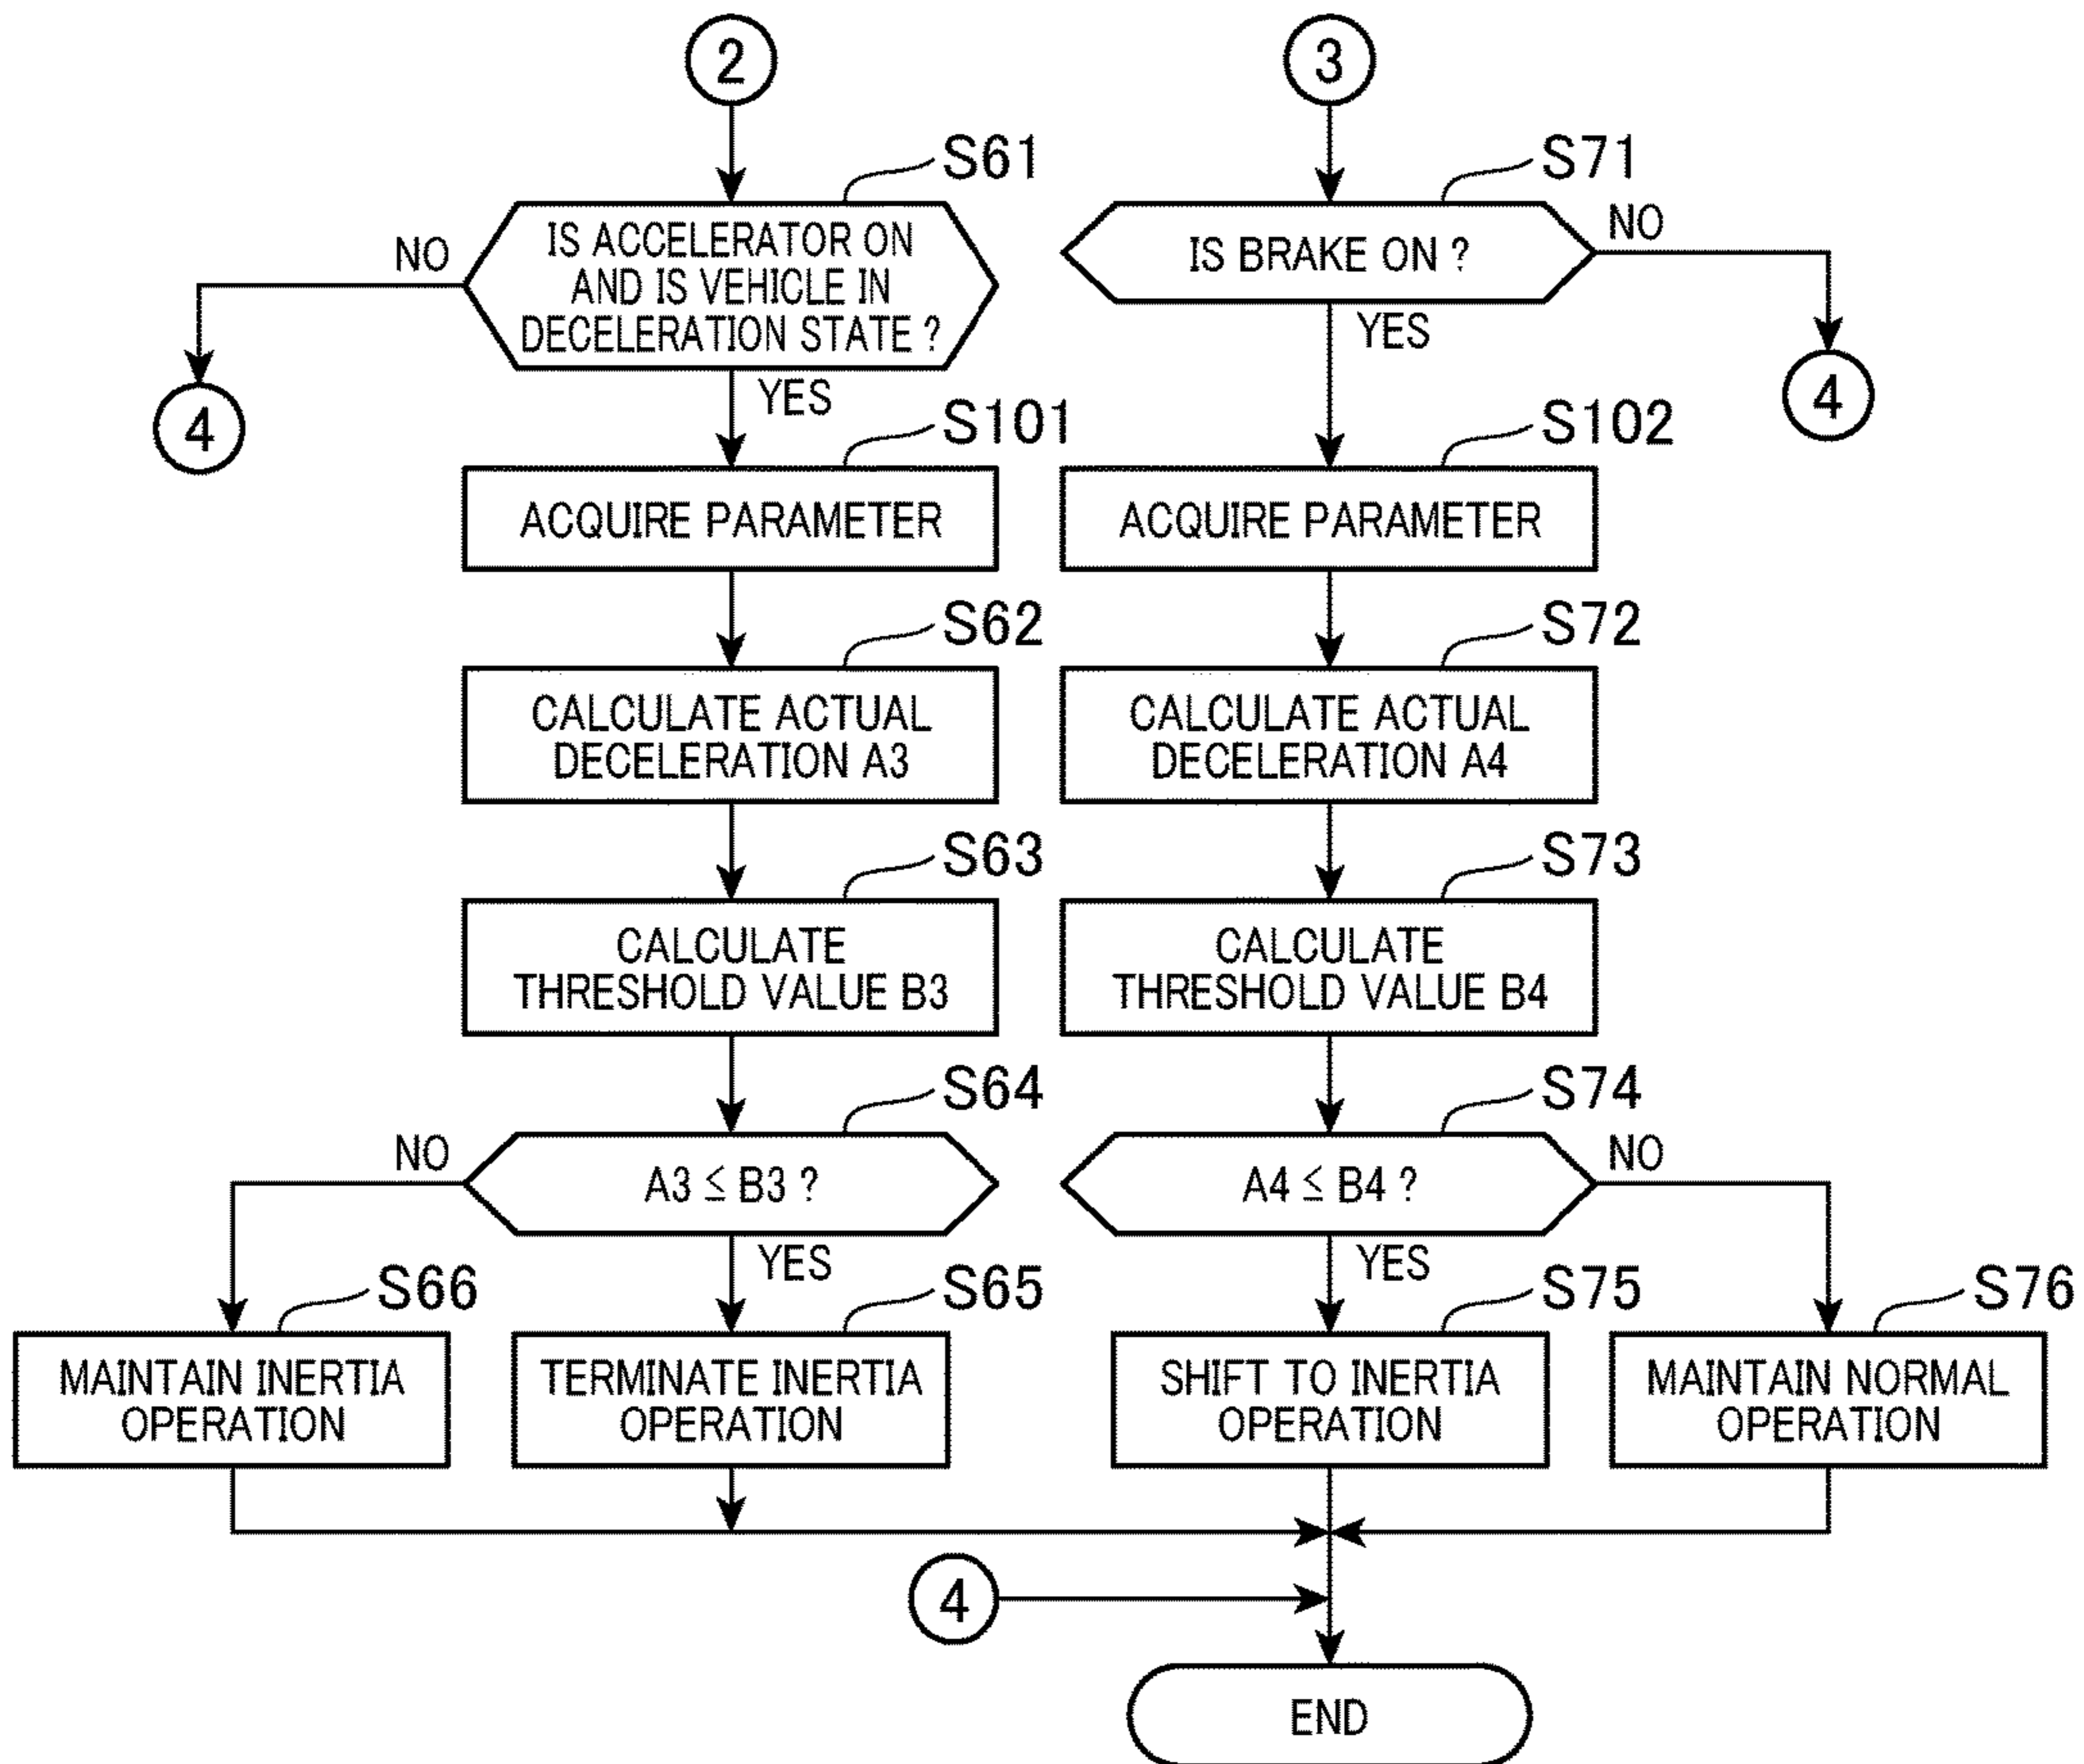 2
3
S61
S71
IS ACCELERATOR ON
AND IS VEHICLE IN
DECELERATION STATE ?
NO
YES
IS BRAKE ON ?
NO
YES
4
4
S101
S102
ACQUIRE PARAMETER
ACQUIRE PARAMETER
S62
S72
CALCULATE ACTUAL
DECELERATION A3
CALCULATE ACTUAL
DECELERATION A4
S63
S73
CALCULATE
THRESHOLD VALUE B3
CALCULATE
THRESHOLD VALUE B4
S64
S74
NO
A3 ≤ B3 ?
YES
A4 ≤ B4 ?
NO
YES
S66
S65
S75
S76
MAINTAIN INERTIA
OPERATION
TERMINATE INERTIA
OPERATION
SHIFT TO INERTIA
OPERATION
MAINTAIN NORMAL
OPERATION
4
END